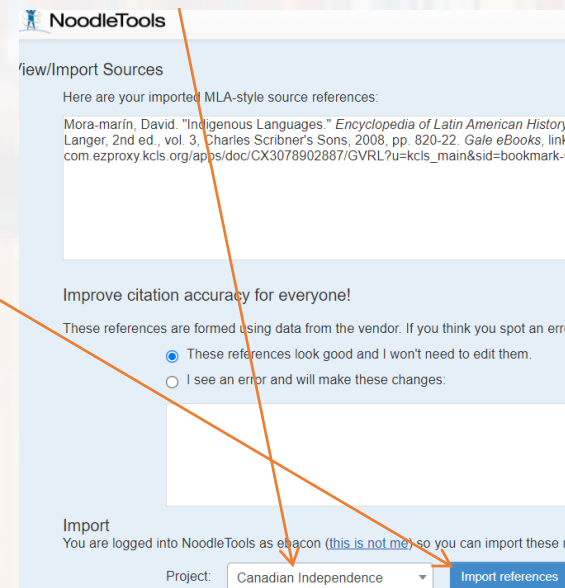 NoodleTools
View/Import Sources
Here are your imported MLA-style source references:
Mora-marín, David. "Indigenous Languages." Encyclopedia of Latin American History
Langer, 2nd ed., vol. 3, Charles Scribner's Sons, 2008, pp. 820-22. Gale eBooks, link
com.ezproxy.kcls.org/apps/doc/CX3078902887/GVRL?u=kcls_main&sid=bookmark-
Improve citation accuracy for everyone!
These references are formed using data from the vendor. If you think you spot an err
These references look good and I won't need to edit them.
I see an error and will make these changes:
Import
You are logged into NoodleTools as ebacon (this is not me) so you can import these r
Project: Canadian Independence Import references